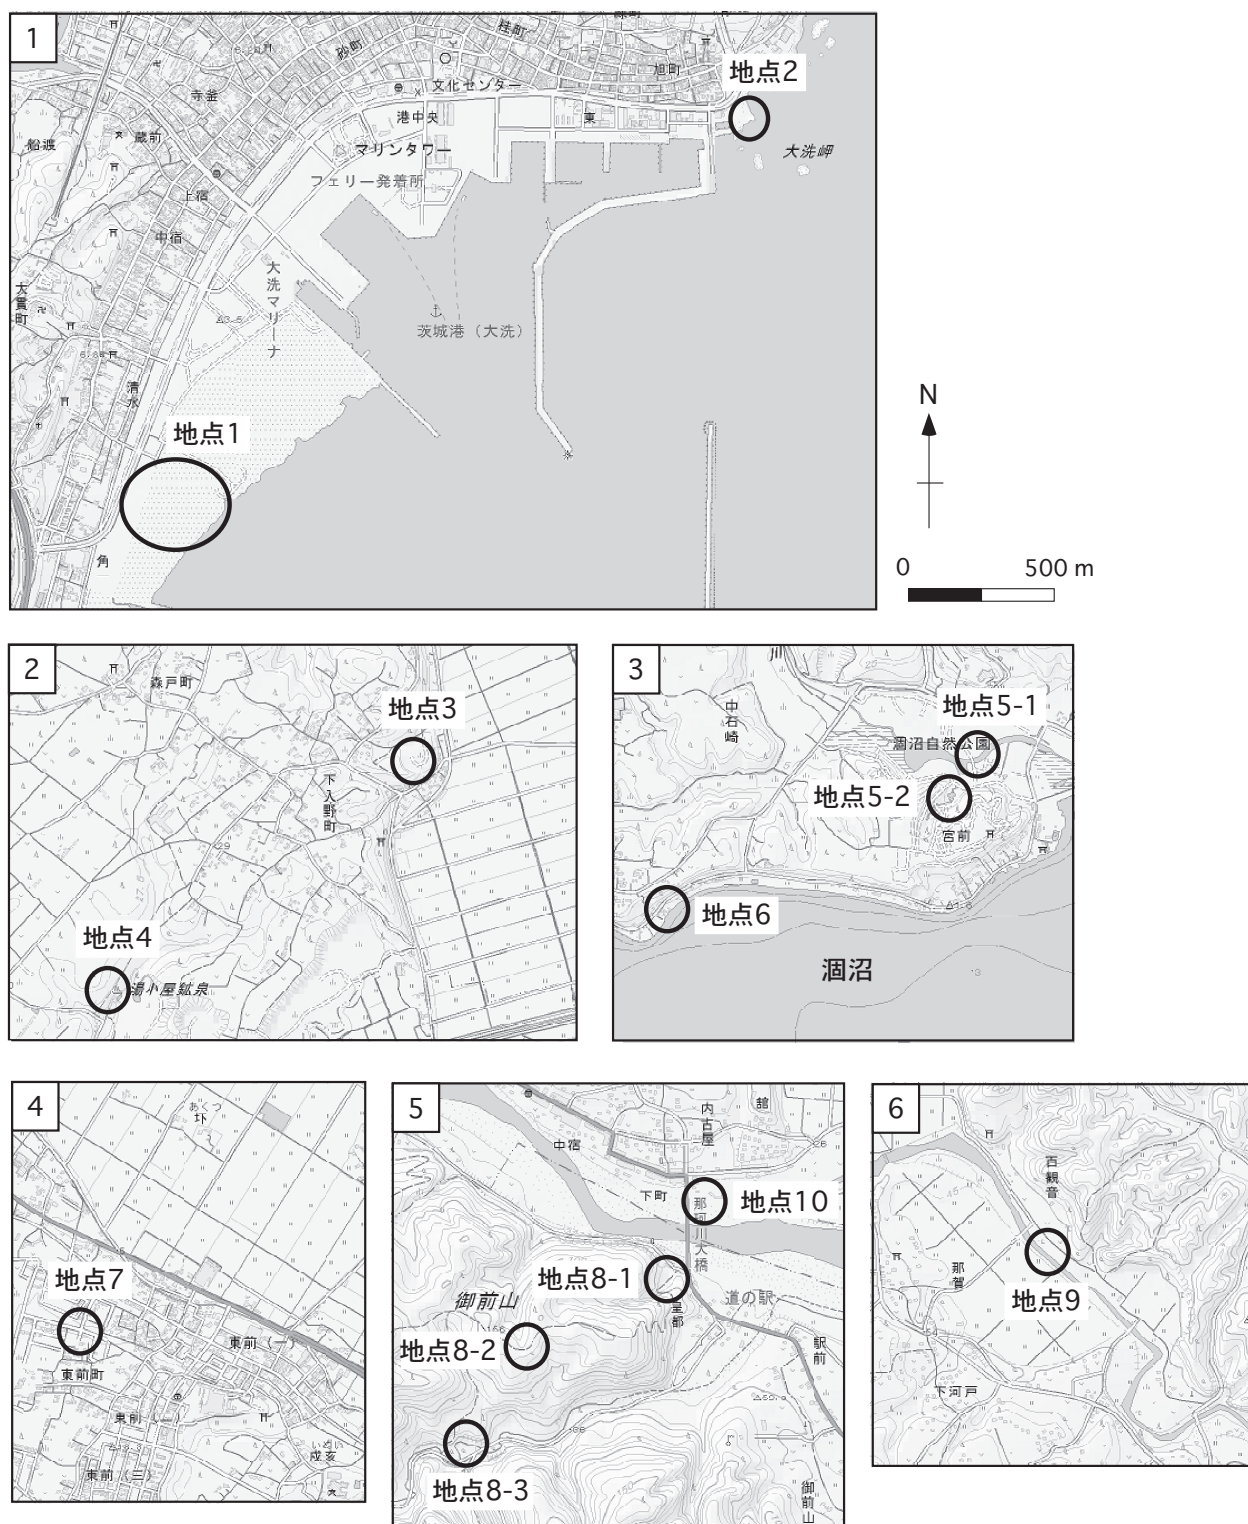 1
地点2
砂町
桂町
旭町
文化センター
寺釜
港中央
東
大洗岬
船渡
蔵前
マリンタワー
フェリー発着所
上宿
中宿
大洗マリーナ
大貫町
茨城港（大洗）
清水
地点1
角
N
0
500 m
2
森戸町
地点3
下入野町
29
地点4
湯小屋鉱泉
3
中石崎
地点5-1
涸沼自然公園
地点5-2
宮前
地点6
涸沼
4
あくつ
圷
地点7
東前（一）
東前町
東前（三）
5
内古屋
舘
中宿
下町
地点10
那珂川大橋
地点8-1
御前山
道の駅
地点8-2
駅前
地点8-3
御前山
6
百観音
那賀
地点9
下河戸